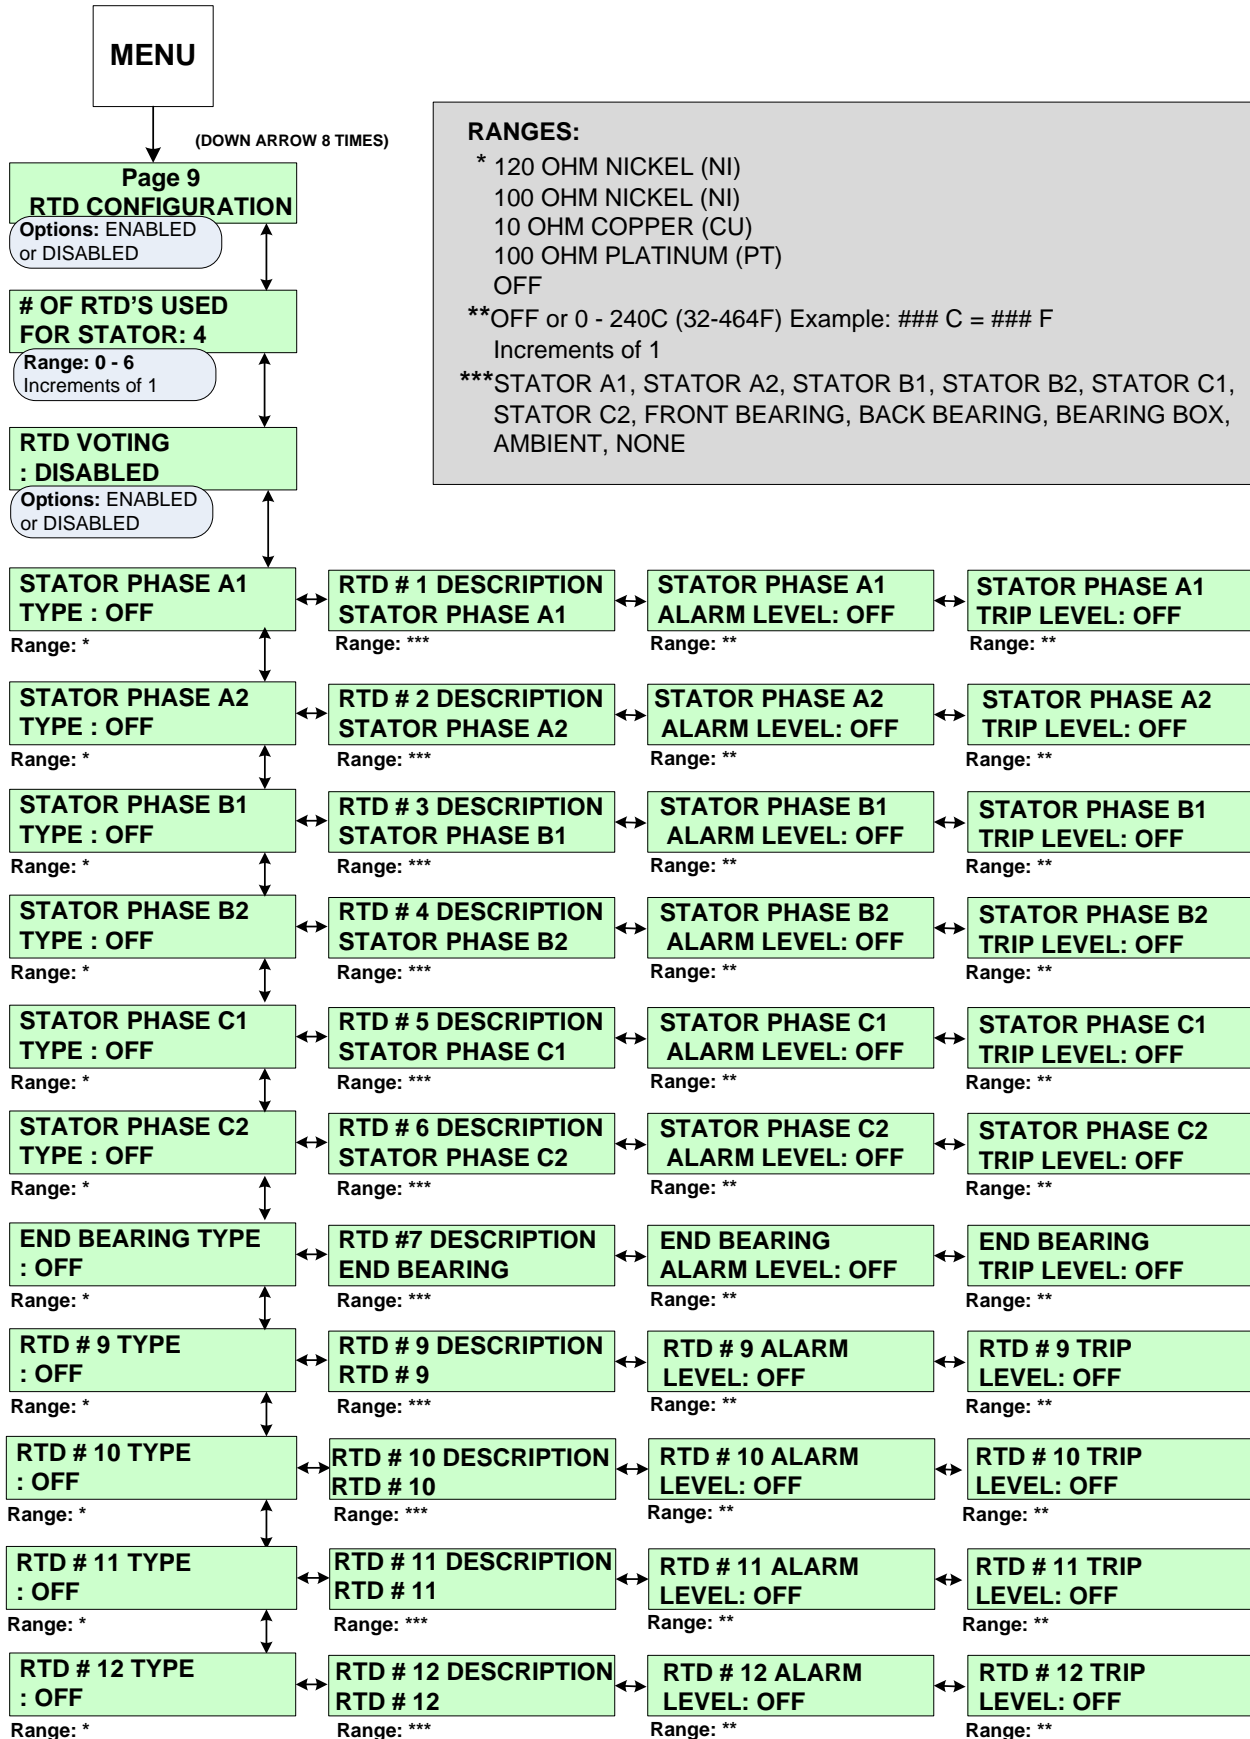 MENU
(DOWN ARROW 8 TIMES)
Page 9
RTD CONFIGURATION
Options: ENABLED
or DISABLED
# OF RTD'S USED
FOR STATOR: 4
Range: 0 - 6
Increments of 1
RTD VOTING
: DISABLED
Options: ENABLED
or DISABLED
RANGES:
* 120 OHM NICKEL (NI)
100 OHM NICKEL (NI)
10 OHM COPPER (CU)
100 OHM PLATINUM (PT)
OFF
**OFF or 0 - 240C (32-464F) Example: ### C = ### F
Increments of 1
***STATOR A1, STATOR A2, STATOR B1, STATOR B2, STATOR C1,
STATOR C2, FRONT BEARING, BACK BEARING, BEARING BOX,
AMBIENT, NONE
STATOR PHASE A1
TYPE : OFF
Range: *
RTD # 1 DESCRIPTION
STATOR PHASE A1
Range: ***
STATOR PHASE A1
ALARM LEVEL: OFF
Range: **
STATOR PHASE A1
TRIP LEVEL: OFF
Range: **
STATOR PHASE A2
TYPE : OFF
Range: *
RTD # 2 DESCRIPTION
STATOR PHASE A2
Range: ***
STATOR PHASE A2
ALARM LEVEL: OFF
Range: **
STATOR PHASE A2
TRIP LEVEL: OFF
Range: **
STATOR PHASE B1
TYPE : OFF
Range: *
RTD # 3 DESCRIPTION
STATOR PHASE B1
Range: ***
STATOR PHASE B1
ALARM LEVEL: OFF
Range: **
STATOR PHASE B1
TRIP LEVEL: OFF
Range: **
STATOR PHASE B2
TYPE : OFF
Range: *
RTD # 4 DESCRIPTION
STATOR PHASE B2
Range: ***
STATOR PHASE B2
ALARM LEVEL: OFF
Range: **
STATOR PHASE B2
TRIP LEVEL: OFF
Range: **
STATOR PHASE C1
TYPE : OFF
Range: *
RTD # 5 DESCRIPTION
STATOR PHASE C1
Range: ***
STATOR PHASE C1
ALARM LEVEL: OFF
Range: **
STATOR PHASE C1
TRIP LEVEL: OFF
Range: **
STATOR PHASE C2
TYPE : OFF
Range: *
RTD # 6 DESCRIPTION
STATOR PHASE C2
Range: ***
STATOR PHASE C2
ALARM LEVEL: OFF
Range: **
STATOR PHASE C2
TRIP LEVEL: OFF
Range: **
END BEARING TYPE
: OFF
Range: *
RTD #7 DESCRIPTION
END BEARING
Range: ***
END BEARING
ALARM LEVEL: OFF
Range: **
END BEARING
TRIP LEVEL: OFF
Range: **
RTD # 9 TYPE
: OFF
Range: *
RTD # 9 DESCRIPTION
RTD # 9
Range: ***
RTD # 9 ALARM
LEVEL: OFF
Range: **
RTD # 9 TRIP
LEVEL: OFF
Range: **
RTD # 10 TYPE
: OFF
Range: *
RTD # 10 DESCRIPTION
RTD # 10
Range: ***
RTD # 10 ALARM
LEVEL: OFF
Range: **
RTD # 10 TRIP
LEVEL: OFF
Range: **
RTD # 11 TYPE
: OFF
Range: *
RTD # 11 DESCRIPTION
RTD # 11
Range: ***
RTD # 11 ALARM
LEVEL: OFF
Range: **
RTD # 11 TRIP
LEVEL: OFF
Range: **
RTD # 12 TYPE
: OFF
Range: *
RTD # 12 DESCRIPTION
RTD # 12
Range: ***
RTD # 12 ALARM
LEVEL: OFF
Range: **
RTD # 12 TRIP
LEVEL: OFF
Range: **